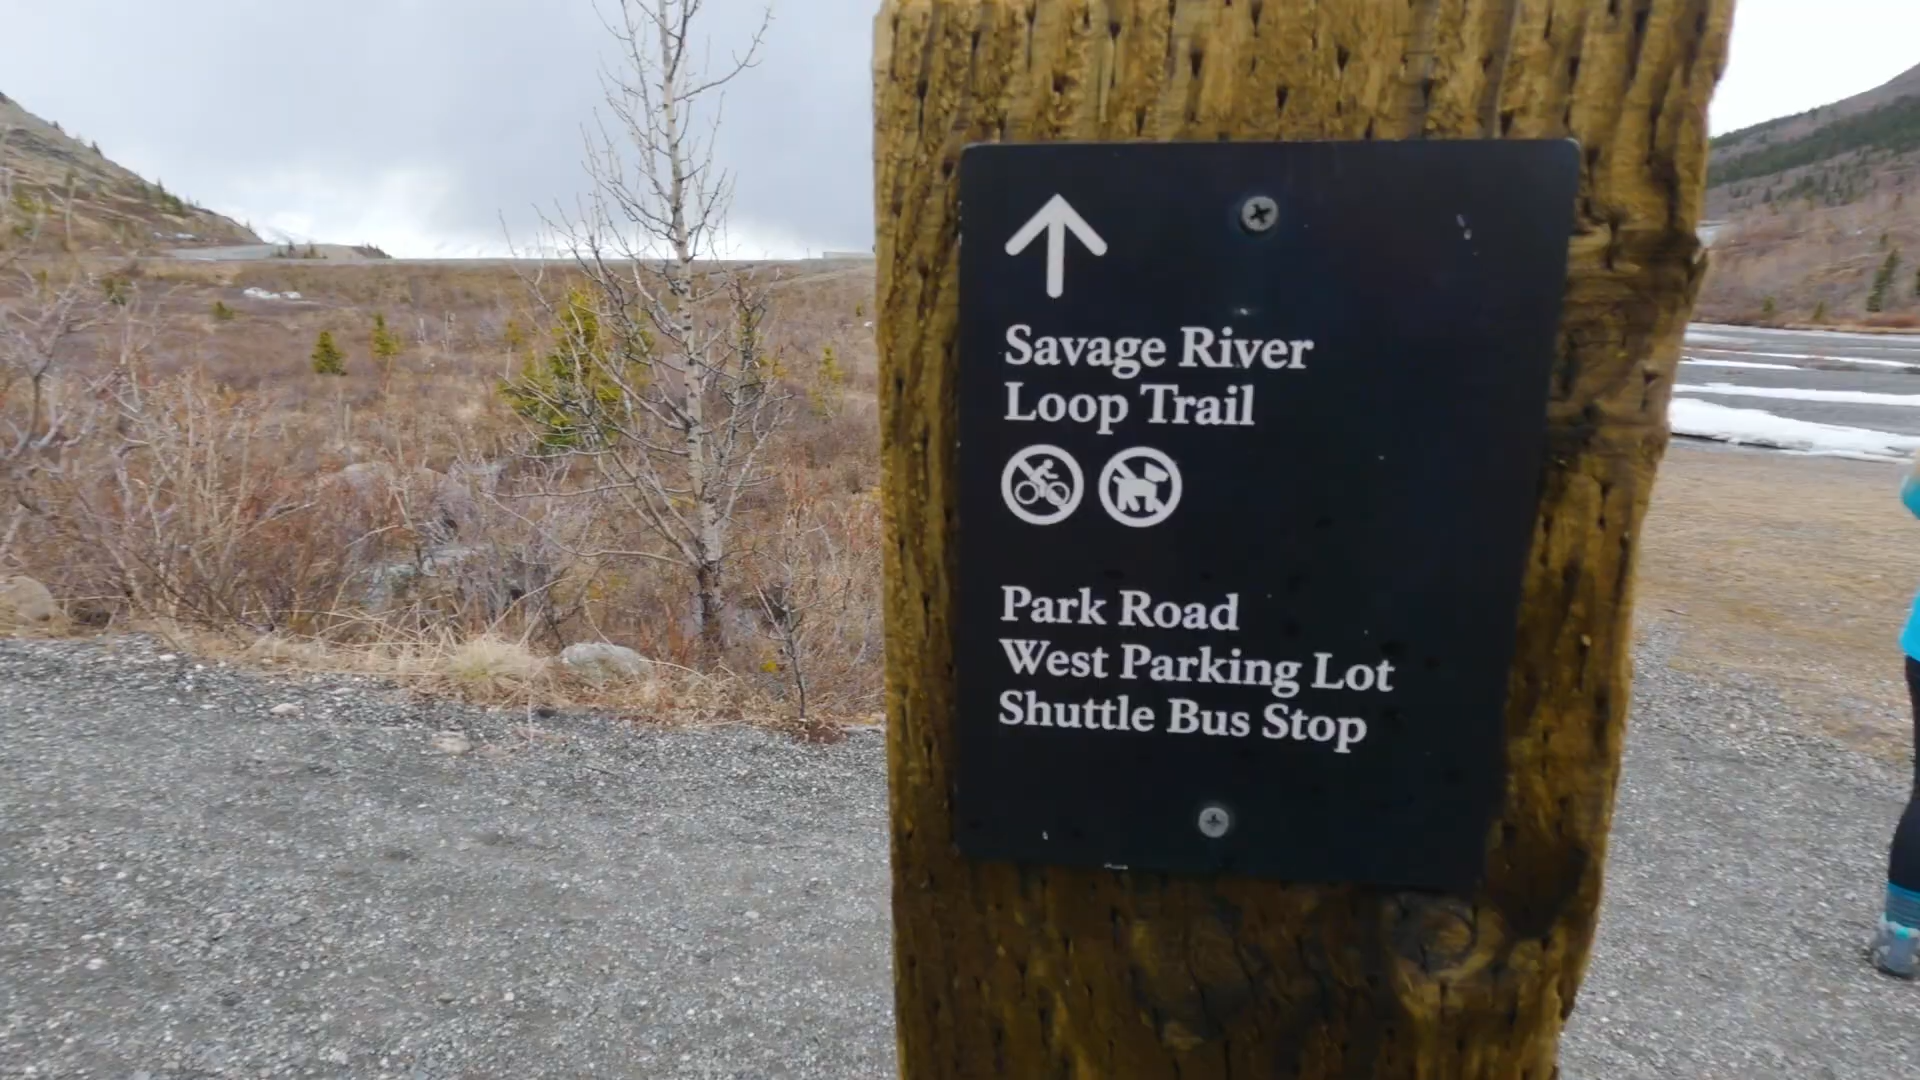 Savage River
Loop Trail
Park Road
West Parking Lot
Shuttle Bus Stop